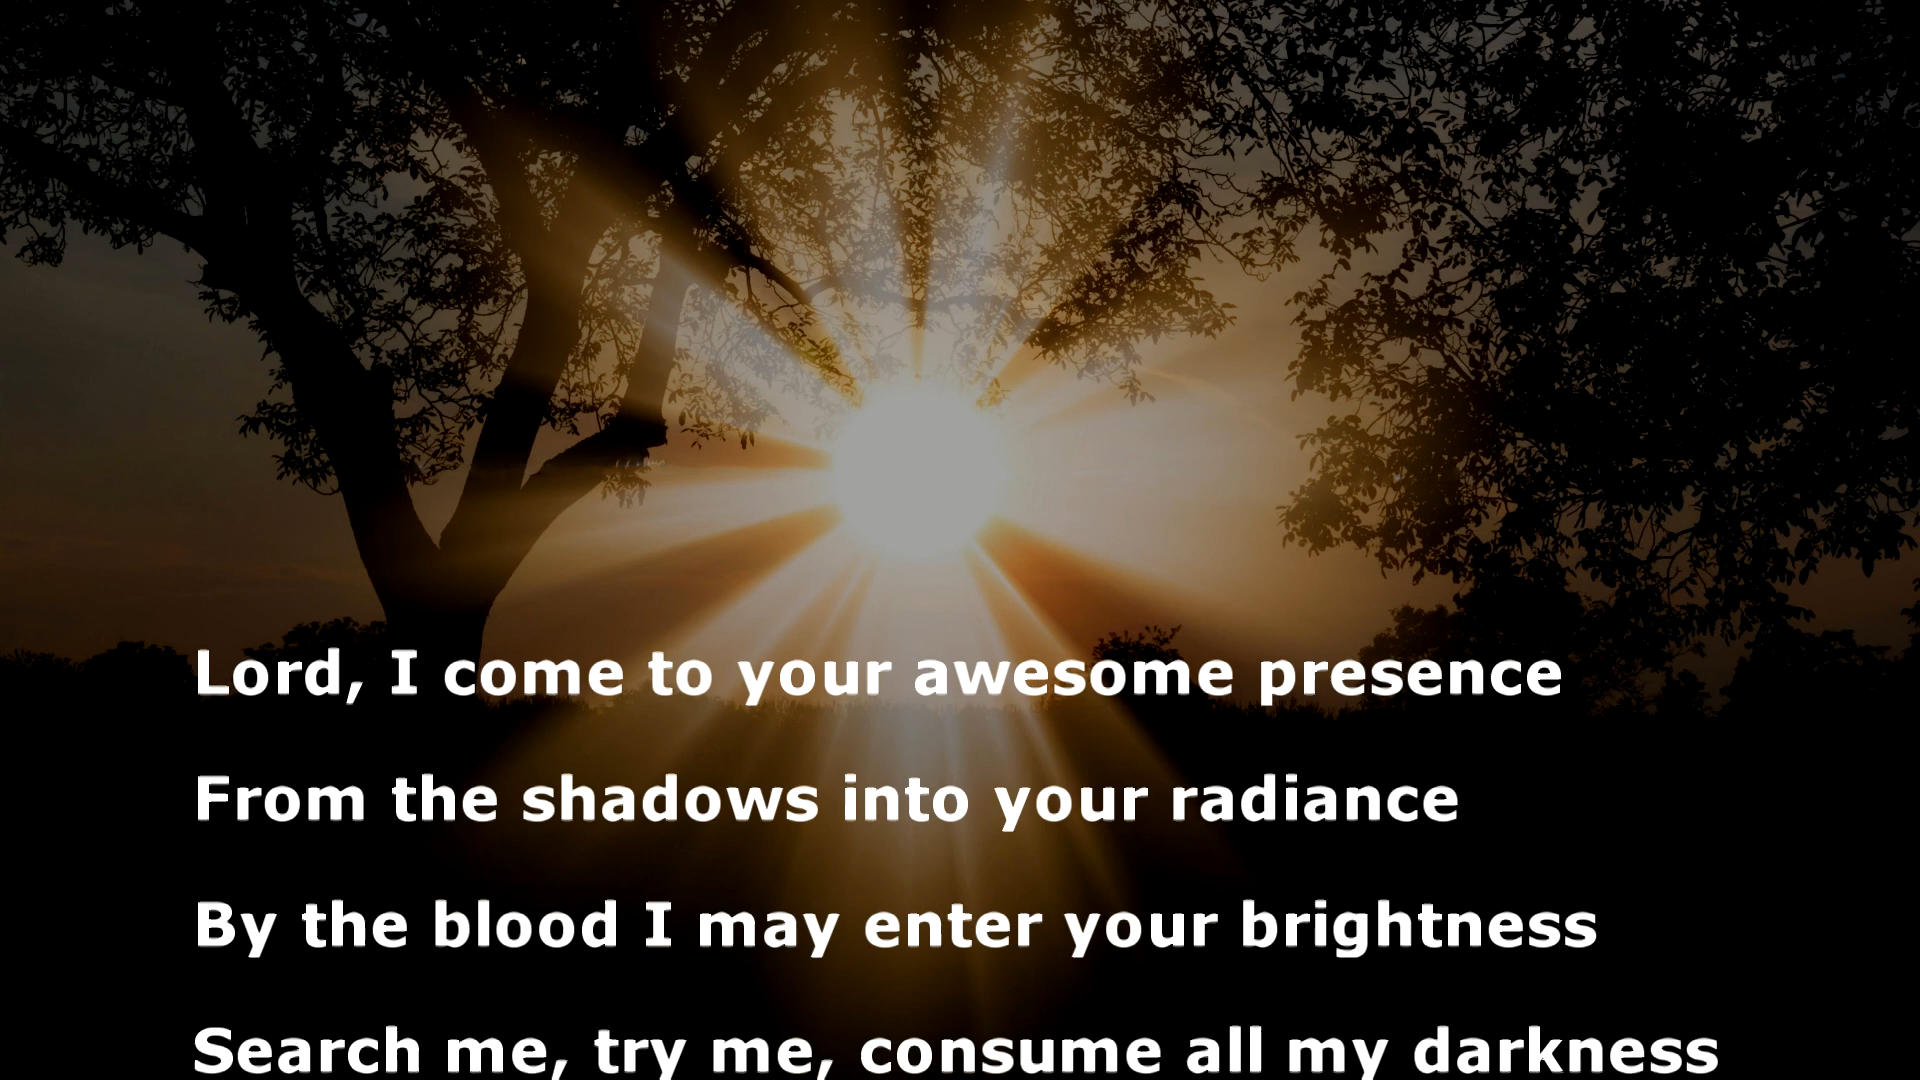 Lord, I come to your awesome presence
From the shadows into your radiance
By the blood I may enter your brightness
Search me, try me, consume all my darkness